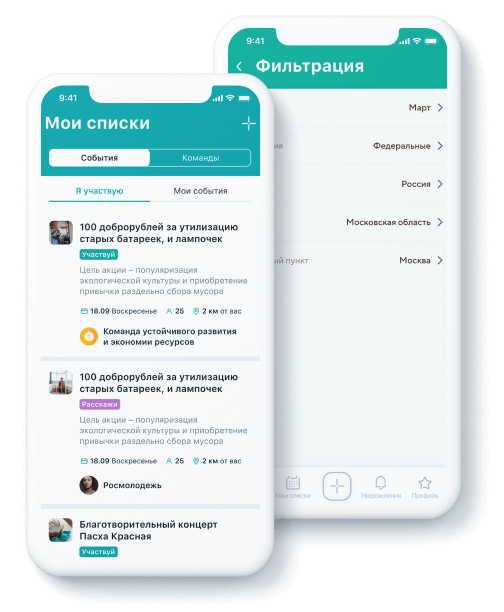 9:41
Мои списки
События
Команды
Я участвую
Мои события
100 доброрублей за утилизацию
старых батареек, и лампочек
Участвуй
Цель акции – популяризация
экологической культуры и приобретение
привычки раздельно сбора мусора
18.09 Воскресенье 25 2 км от вас
Команда устойчивого развития
и экономии ресурсов
100 доброрублей за утилизацию
старых батареек, и лампочек
Расскажи
Цель акции – популяризация
экологической культуры и приобретение
привычки раздельно сбора мусора
18.09 Воскресенье 25 2 км от вас
Росмолодежь
Благотворительный концерт
Пасха Красная
Участвуй
9:41
Фильтрация
Март
Федеральные
Россия
Московская область
пункт Москва
Мои списки
Уведомления
Профиль